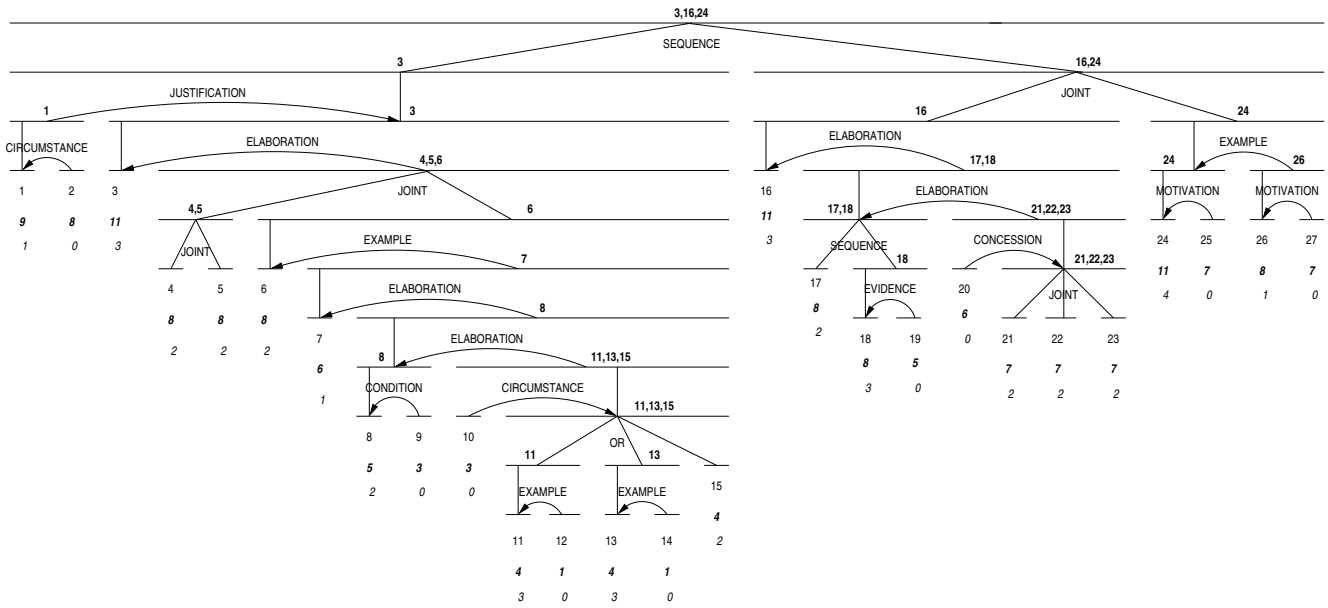 3,16,24
SEQUENCE
3 16,24
JUSTIFICATION JOINT
1 3 16 24
CIRCUMSTANCE ELABORATION ELABORATION EXAMPLE
4,5,6 17,18 24 26
1 2 3 JOINT 16 ELABORATION MOTIVATION MOTIVATION
9 8 11 4,5 6 11 17,18 21,22,23 24 25 26 27
1 0 3 JOINT EXAMPLE 3 SEQUENCE CONCESSION 11 7 8 7
7 18 21,22,23 4 0 1 0
4 5 6 17 EVIDENCE 20 JOINT
8 8 8 ELABORATION 8 6
2 2 2 8 2 0
7 ELABORATION 18 19 21 22 23
6 8 11,13,15 8 5 7 7 7
1 CONDITION CIRCUMSTANCE 3 0 2 2 2
11,13,15
8 9 10 OR
5 3 3 11 13
2 0 0 EXAMPLE EXAMPLE 15
4
2
11 12 13 14
4 1 4 1
3 0 3 0